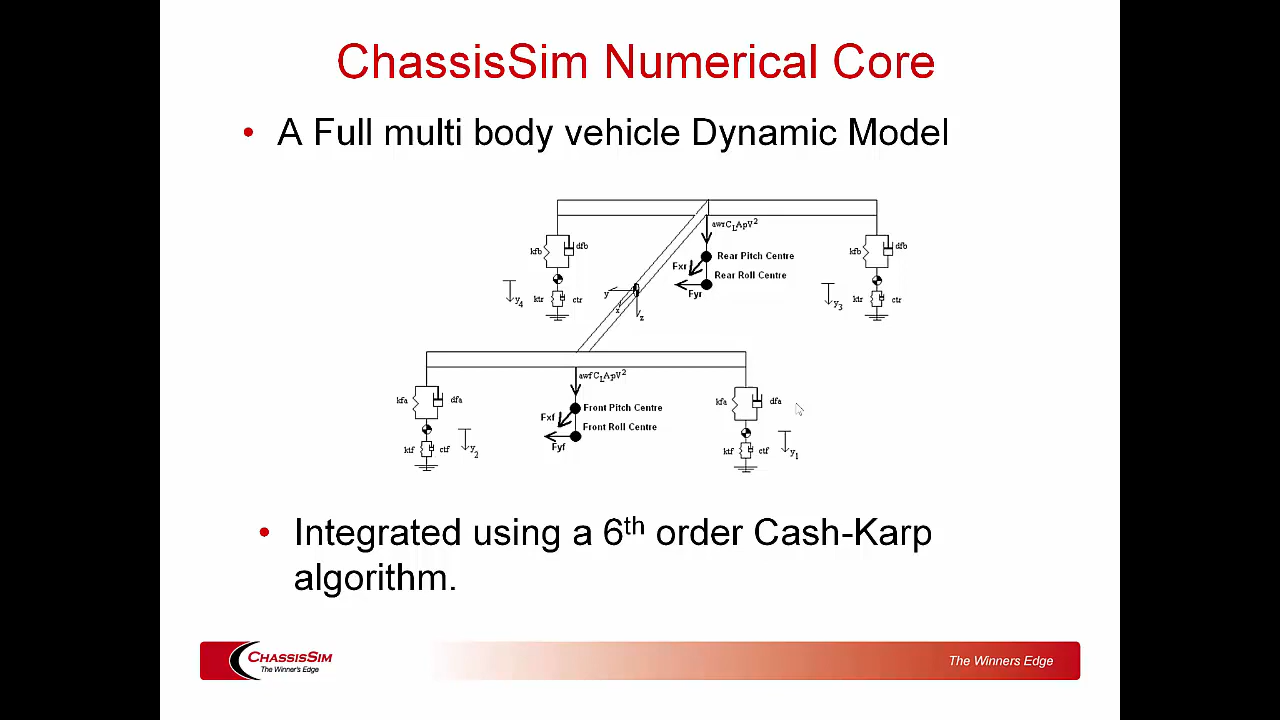 ChassisSim Numerical Core
• A Full multi body vehicle Dynamic Model
awrCLApV²
kfb dfb
Rear Pitch Centre
kfb dfb
Fxr
Rear Roll Centre
Fyr
y4 ktr ctr
y x z
y3 ktr ctr
awfCLApV²
kfa dfa
Front Pitch Centre
kfa dfa
Fxf
Front Roll Centre
Fyf
ktf ctf y2
ktf ctf y1
• Integrated using a 6th order Cash-Karp
algorithm.
CHASSISSIM
The Winner's Edge
The Winners Edge